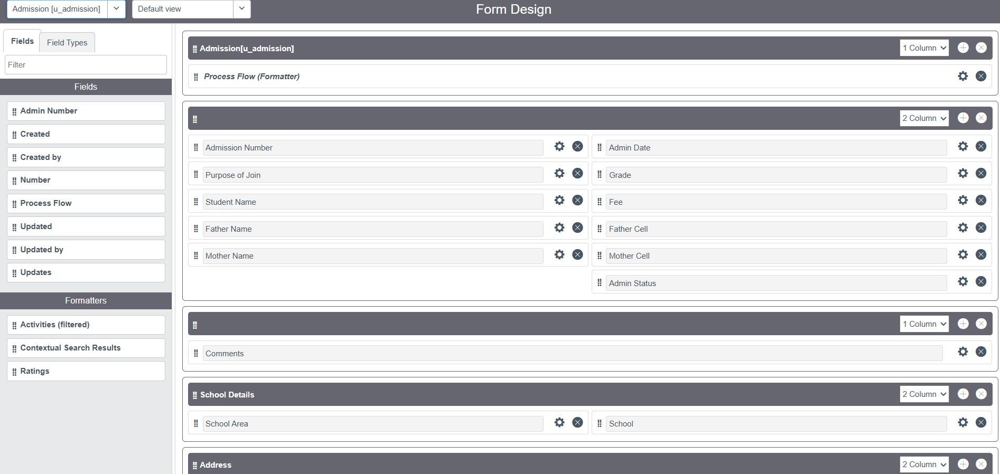 Admission [u_admission]
Default view
Form Design
Fields
Field Types
Filter
Fields
Admin Number
Created
Created by
Number
Process Flow
Updated
Updated by
Updates
Formatters
Activities (filtered)
Contextual Search Results
Ratings
Admission[u_admission]
1 Column
Process Flow (Formatter)
2 Column
Admission Number
Admin Date
Purpose of Join
Grade
Student Name
Fee
Father Name
Father Cell
Mother Name
Mother Cell
Admin Status
1 Column
Comments
School Details
2 Column
School Area
School
Address
2 Column